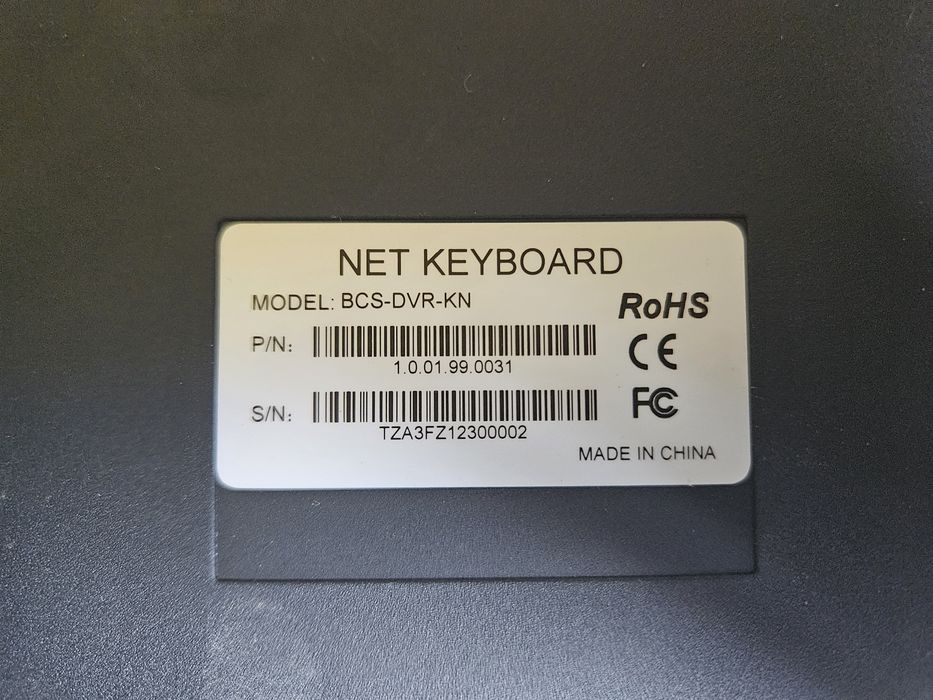 NET KEYBOARD
MODEL: BCS-DVR-KN
RoHS
P/N:
1.0.01.99.0031
CE
S/N:
TZA3FZ12300002
FC
MADE IN CHINA